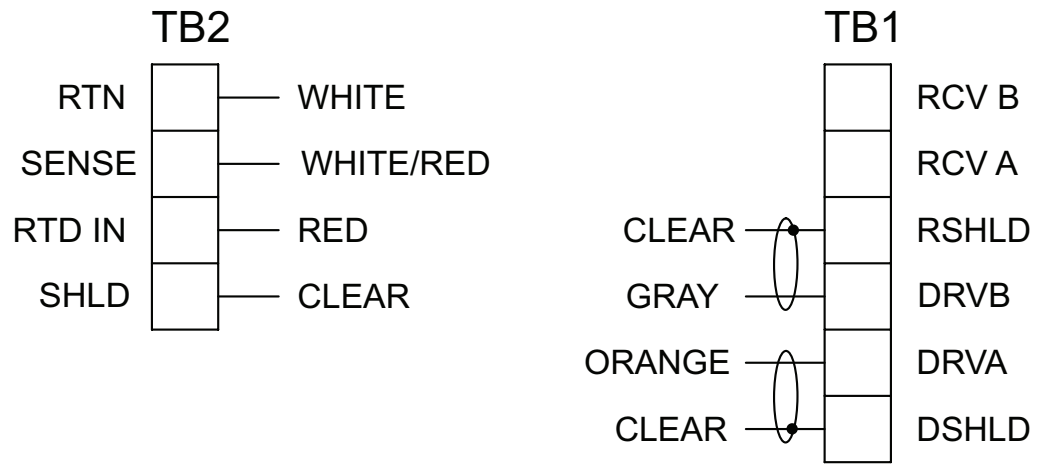 TB2
RTN WHITE
SENSE WHITE/RED
RTD IN RED
SHLD CLEAR
TB1
RCV B
RCV A
CLEAR RSHLD
GRAY DRVB
ORANGE DRVA
CLEAR DSHLD